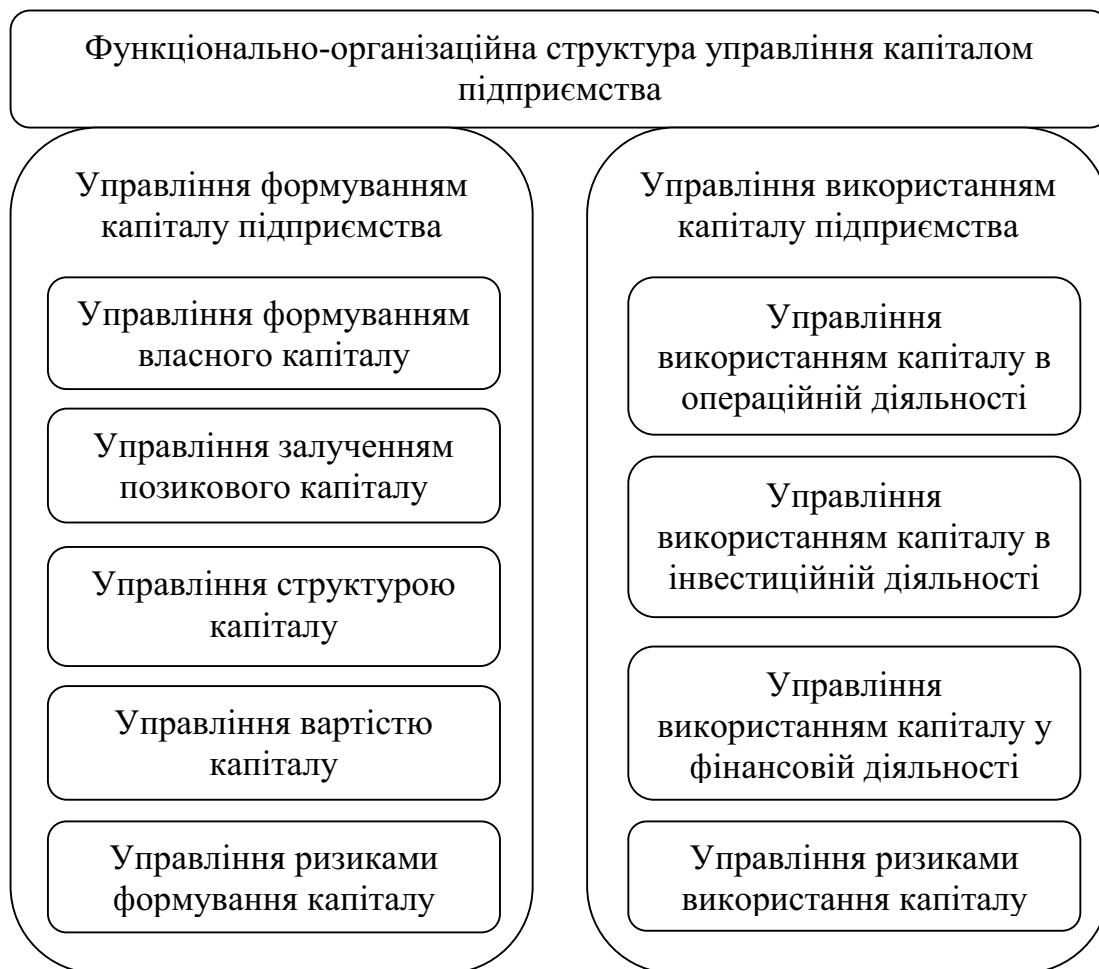 Функціонально-організаційна структура управління капіталом
підприємства
Управління формуванням
капіталу підприємства
Управління формуванням
власного капіталу
Управління залученням
позикового капіталу
Управління структурою
капіталу
Управління вартістю
капіталу
Управління ризиками
формування капіталу
Управління використанням
капіталу підприємства
Управління
використанням капіталу в
операційній діяльності
Управління
використанням капіталу в
інвестиційній діяльності
Управління
використанням капіталу у
фінансовій діяльності
Управління ризиками
використання капіталу